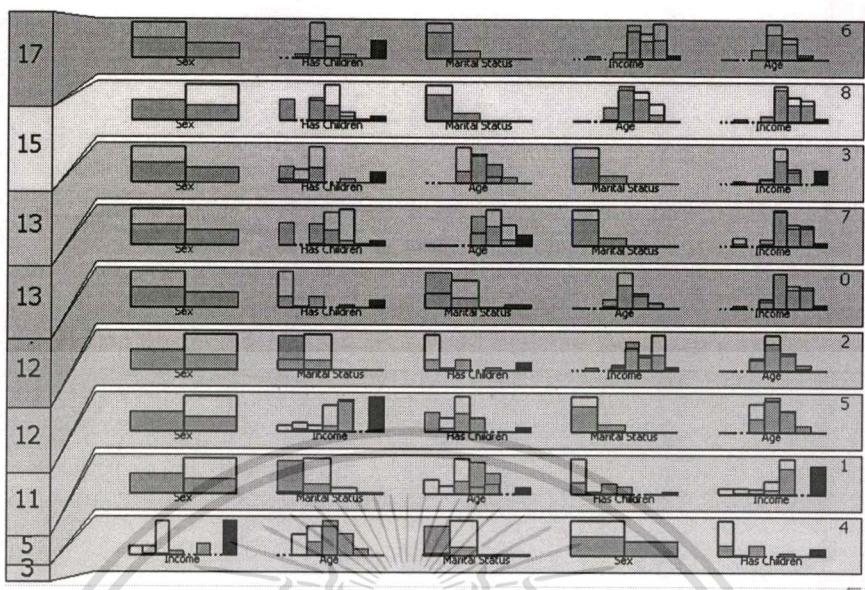 17
15
13
13
12
12
11
5
3
Sex Has Children Marital Status Income Age 6
Sex Has Children Marital Status Age Income 8
Sex Has Children Age Marital Status Income 3
Sex Has Children Age Marital Status Income 7
Sex Has Children Marital Status Age Income 0
Sex Marital Status Has Children Income Age 2
Sex Income Has Children Marital Status Age 5
Sex Marital Status Age Has Children Income 1
Income Age Marital Status Sex Has Children 4